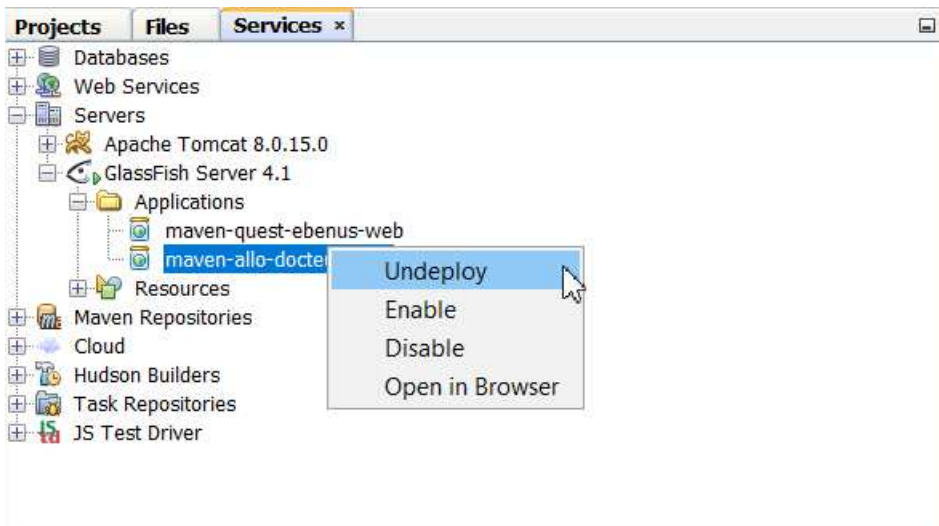 Projects Files Services ×
Databases
Web Services
Servers
Apache Tomcat 8.0.15.0
GlassFish Server 4.1
Applications
maven-quest-ebenus-web
maven-allo-docte
Undeploy
Enable
Disable
Open in Browser
Resources
Maven Repositories
Cloud
Hudson Builders
Task Repositories
JS Test Driver